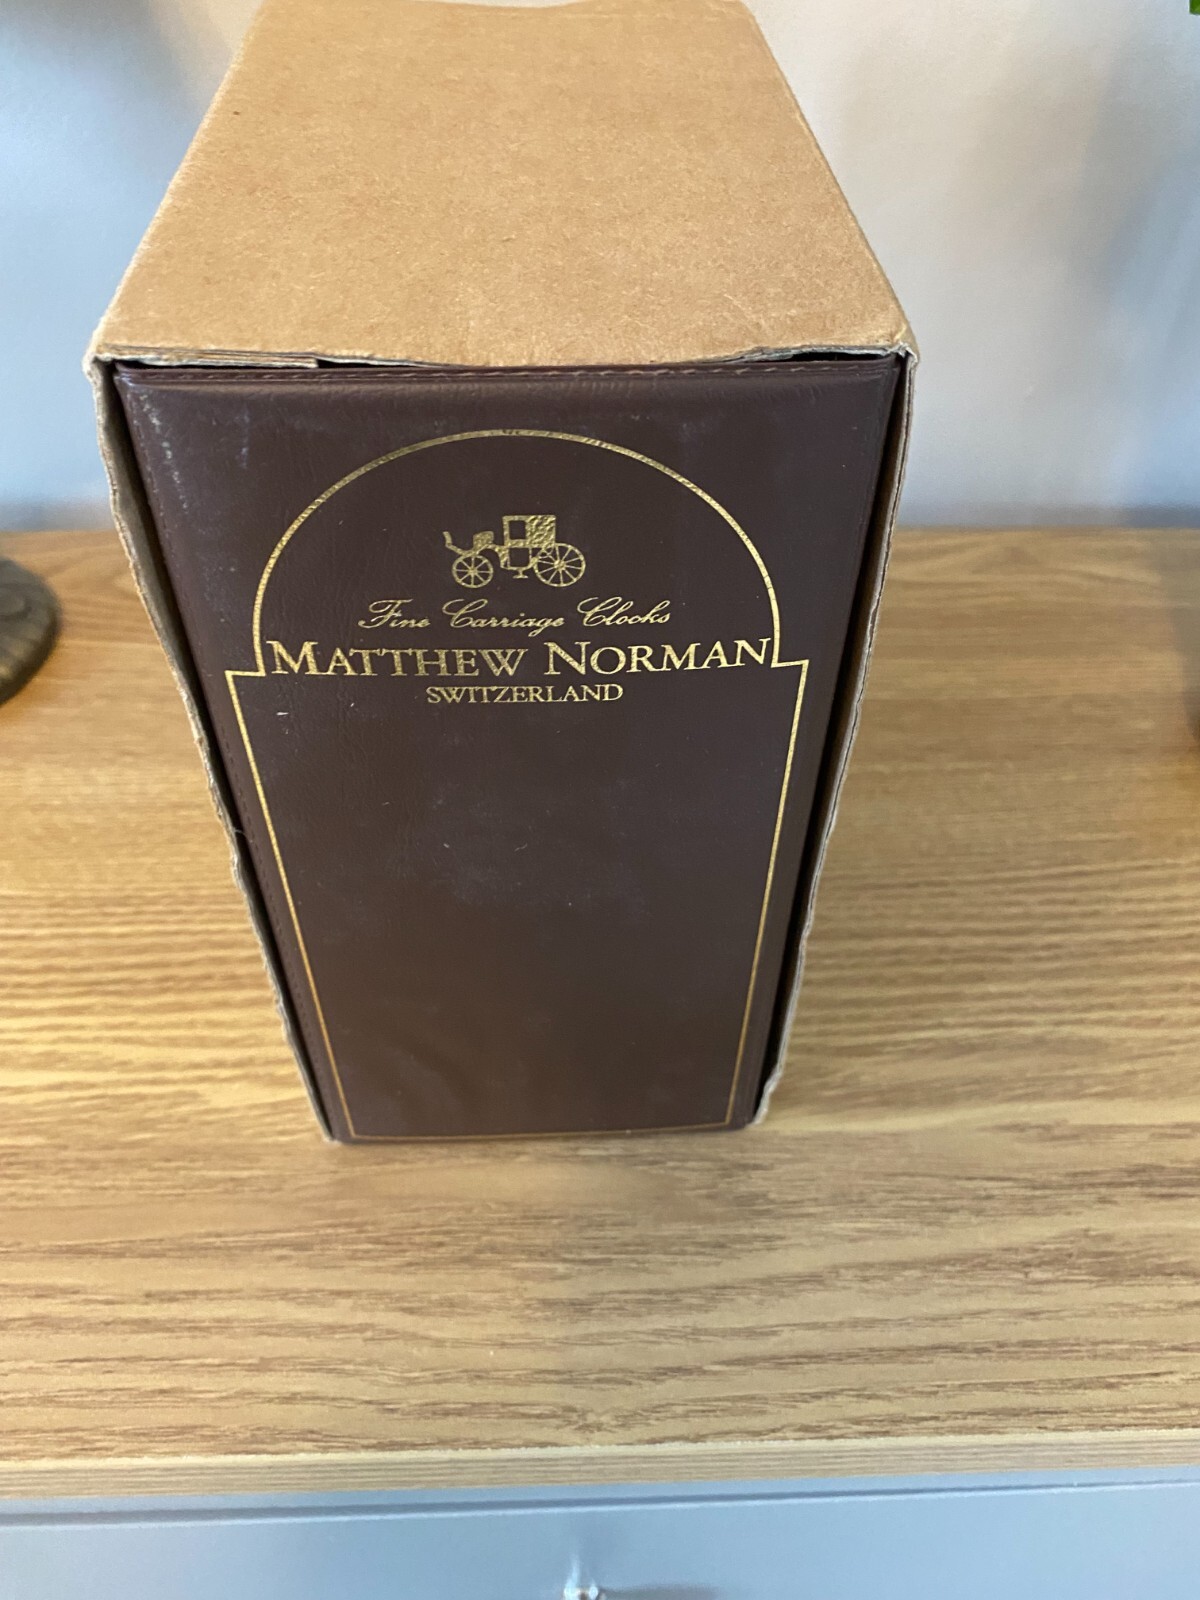 Fine Carriage Clocks
MATTHEW NORMAN
SWITZERLAND